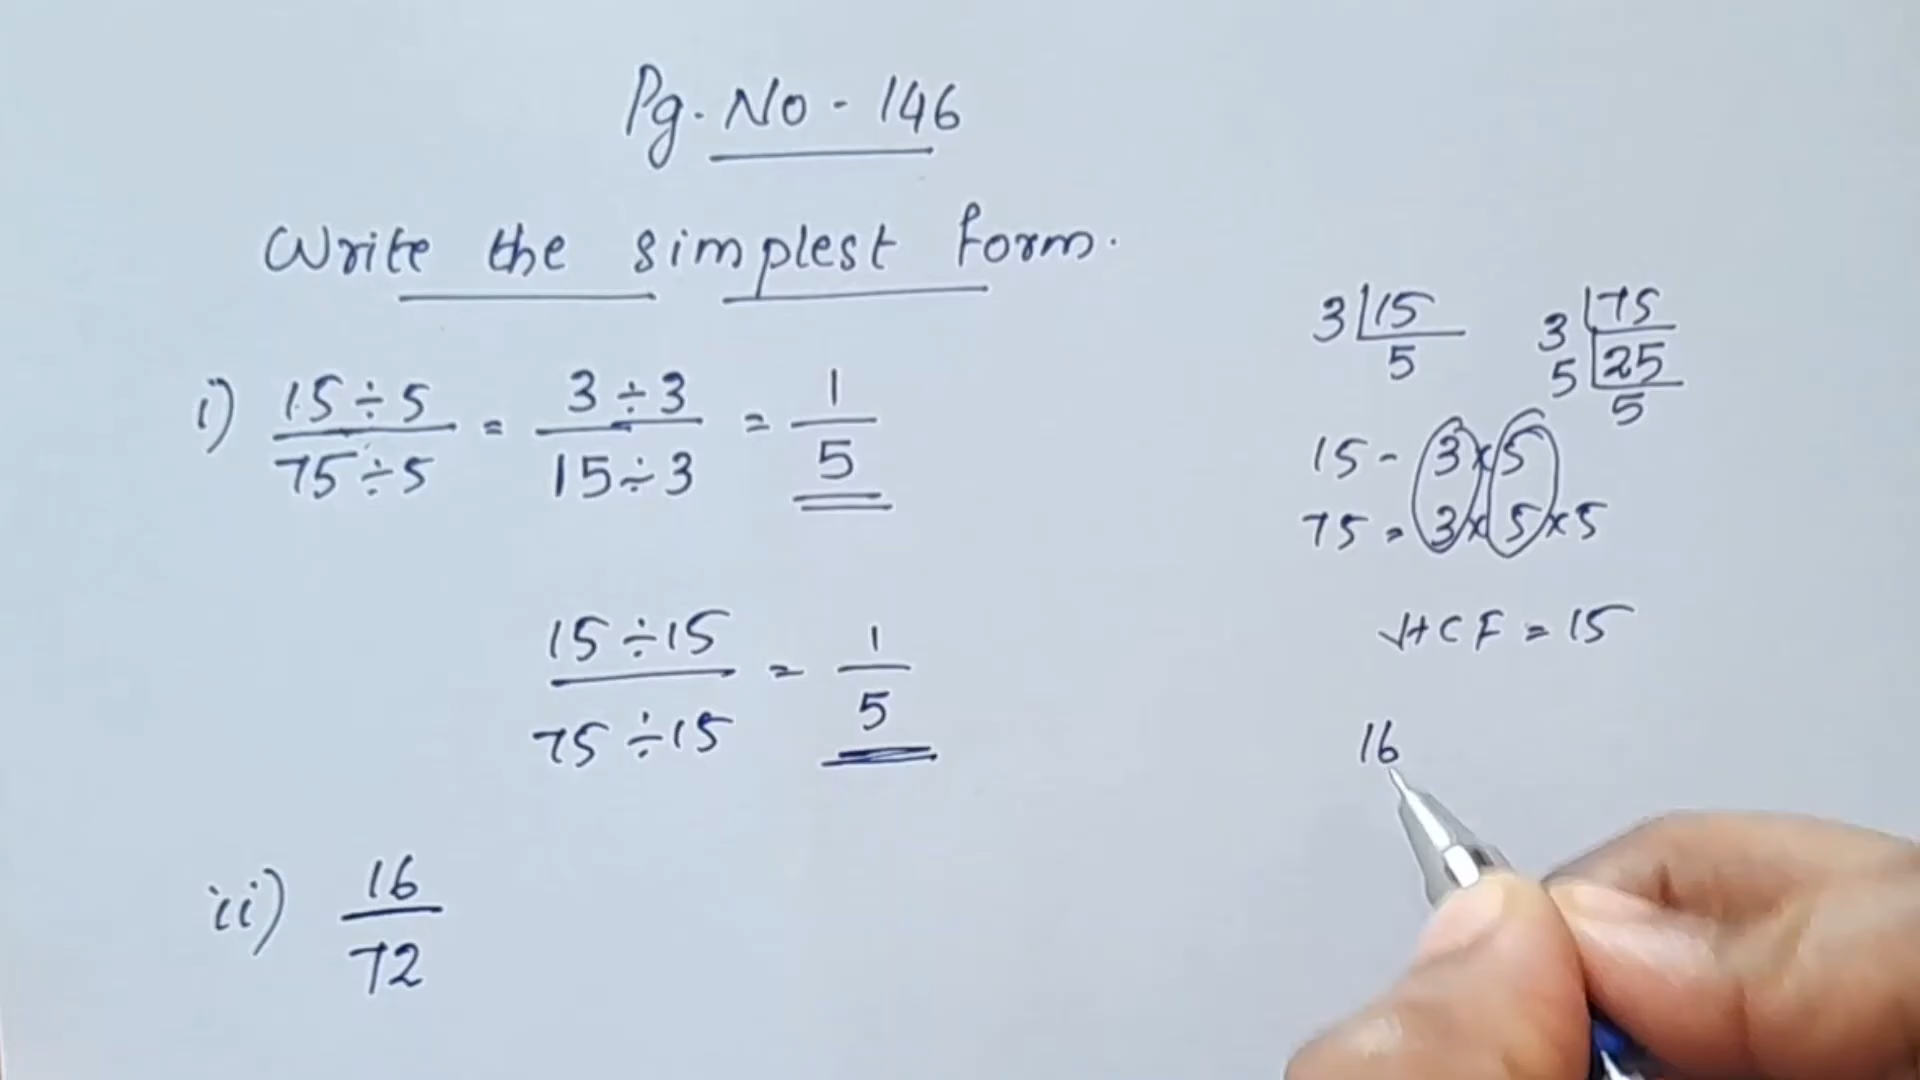 Pg. No - 146
Write the simplest form.
i) 15÷5 / 75÷5 = 3÷3 / 15÷3 = 1/5
15÷15 / 75÷15 = 1/5
ii) 16/72
3 | 15
5
3 | 75
5 | 25
5
15 - 3×5
75 = 3×5×5
HCF = 15
16